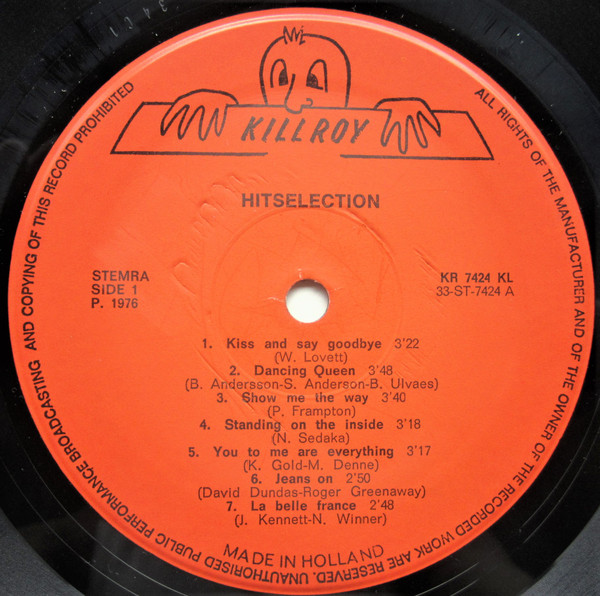 KILLROY
HITSELECTION
STEMRA
SIDE 1
P. 1976
KR 7424 KL
33-ST-7424 A
1. Kiss and say goodbye 3'22
(W. Lovett)
2. Dancing Queen 3'48
(B. Andersson-S. Anderson-B. Ulvaes)
3. Show me the way 3'40
(P. Frampton)
4. Standing on the inside 3'18
(N. Sedaka)
5. You to me are everything 3'17
(K. Gold-M. Denne)
6. Jeans on 2'50
(David Dundas-Roger Greenaway)
7. La belle france 2'48
(J. Kennett-N. Winner)
MADE IN HOLLAND
ALL RIGHTS OF THE MANUFACTURER AND OF THE OWNER OF THE RECORDED WORK ARE RESERVED. UNAUTHORISED PUBLIC PERFORMANCE BROADCASTING AND COPYING OF THIS RECORD PROHIBITED